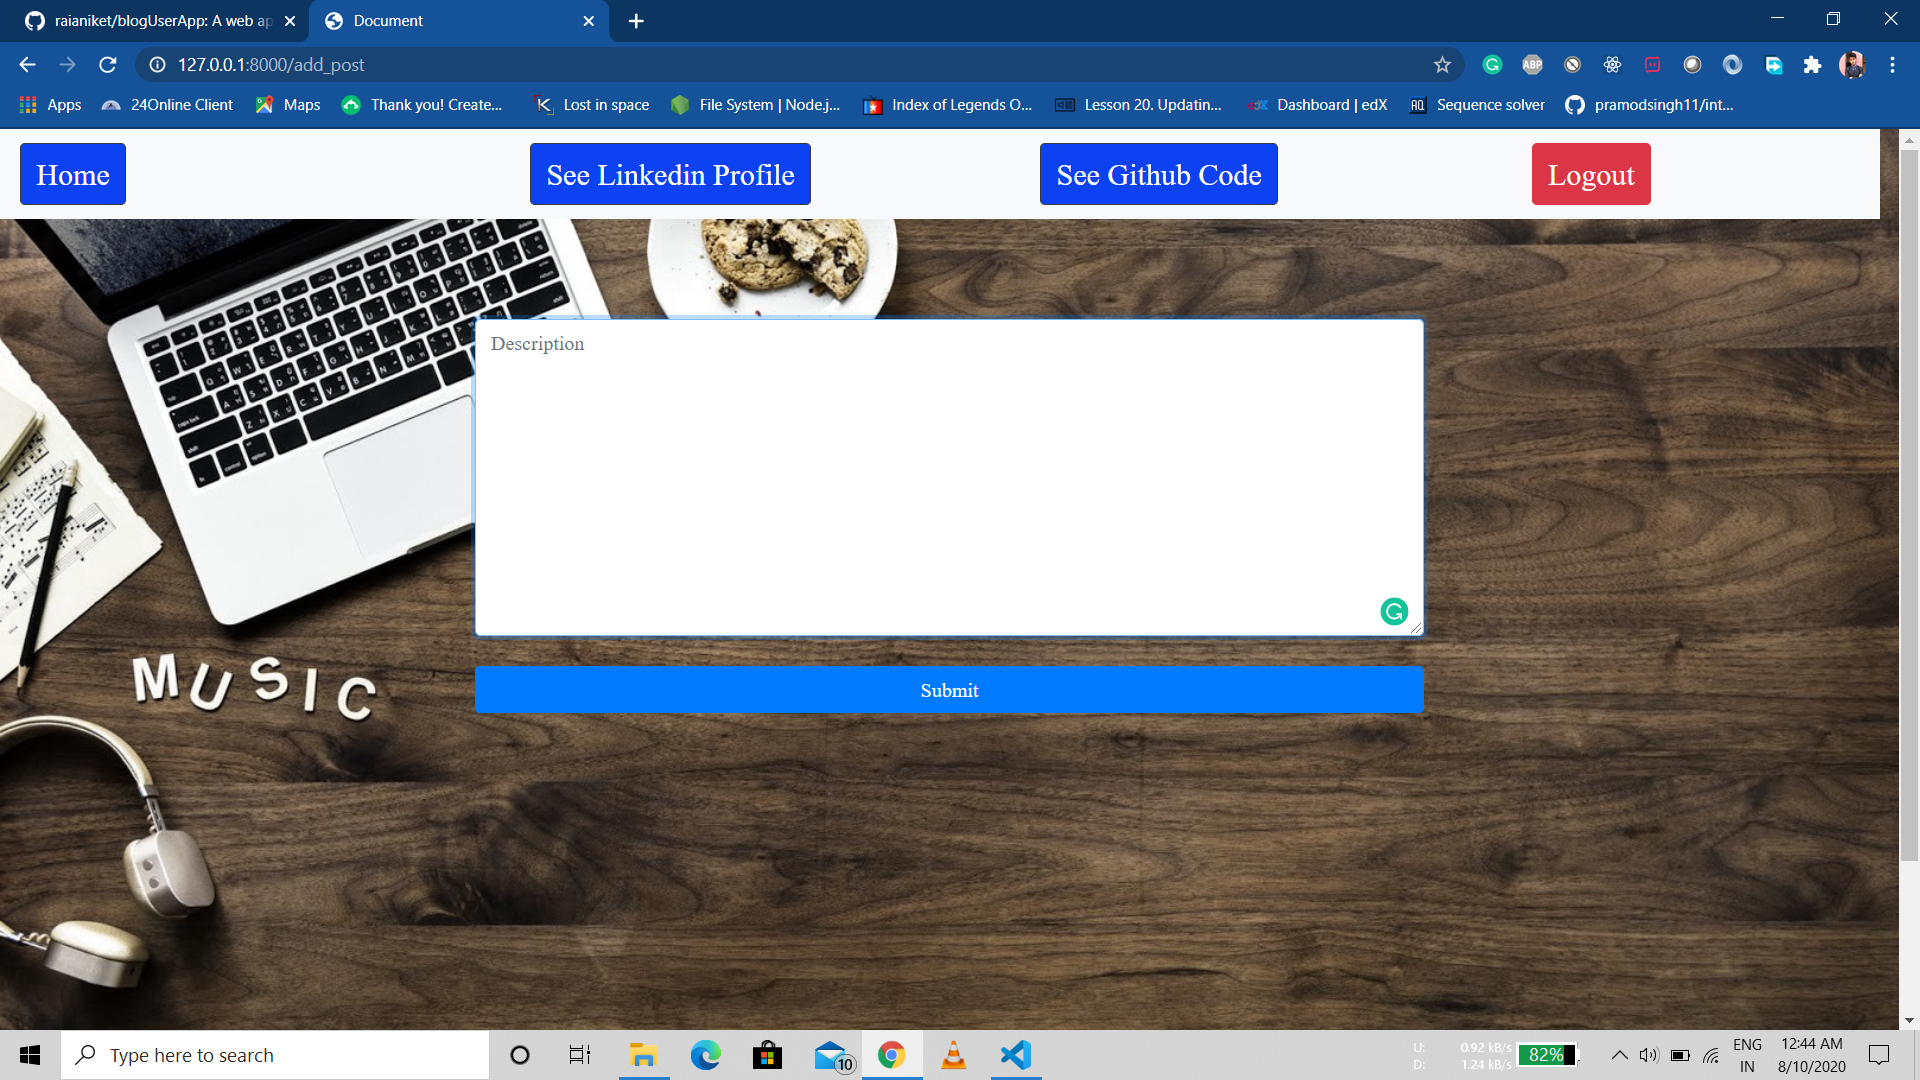 raianiket/blogUserApp: A web ap
Document
127.0.0.1:8000/add_post
ABP
Apps
24Online Client
Maps
Thank you! Create...
Lost in space
File System | Node.j...
Index of Legends O...
Lesson 20. Updatin...
Dashboard | edX
Sequence solver
pramodsingh11/int...
Home
See Linkedin Profile
See Github Code
Logout
Description
Submit
MUSIC
Type here to search
10
U: 0.92 kB/s
D: 1.24 kB/s
82%
ENG
IN
12:44 AM
8/10/2020